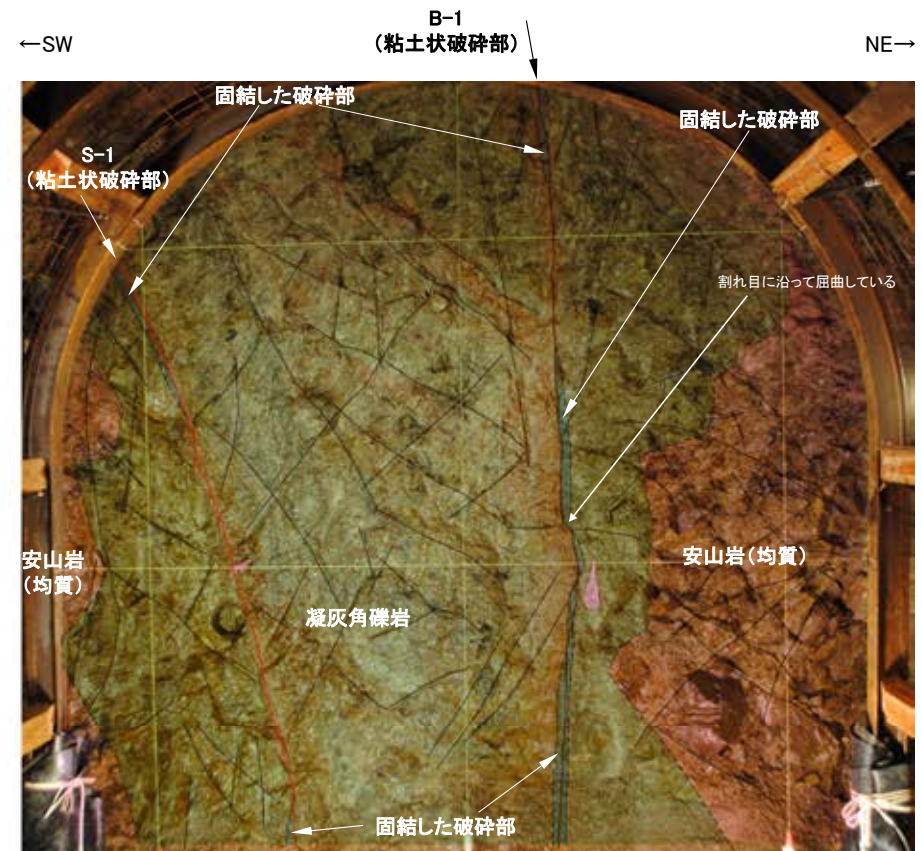 B-1
(粘土状破砕部)
←SW
NE→
固結した破砕部
固結した破砕部
S-1
(粘土状破砕部)
割れ目に沿って屈曲している
安山岩
(均質)
安山岩(均質)
凝灰角礫岩
固結した破砕部